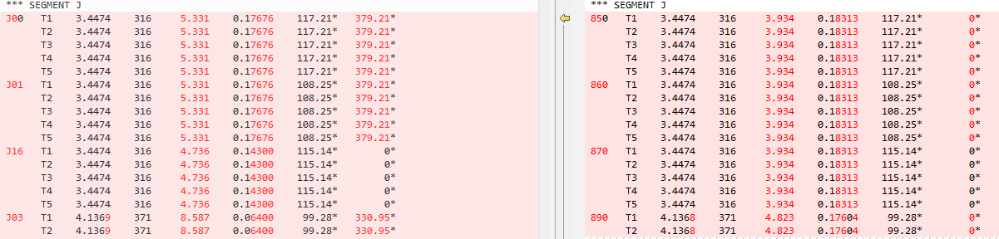 *** SEGMENT J
J00 T1 3.4474 316 5.331 0.17676 117.21* 379.21*
T2 3.4474 316 5.331 0.17676 117.21* 379.21*
T3 3.4474 316 5.331 0.17676 117.21* 379.21*
T4 3.4474 316 5.331 0.17676 117.21* 379.21*
T5 3.4474 316 5.331 0.17676 117.21* 379.21*
J01 T1 3.4474 316 5.331 0.17676 108.25* 379.21*
T2 3.4474 316 5.331 0.17676 108.25* 379.21*
T3 3.4474 316 5.331 0.17676 108.25* 379.21*
T4 3.4474 316 5.331 0.17676 108.25* 379.21*
T5 3.4474 316 5.331 0.17676 108.25* 379.21*
J16 T1 3.4474 316 4.736 0.14300 115.14* 0*
T2 3.4474 316 4.736 0.14300 115.14* 0*
T3 3.4474 316 4.736 0.14300 115.14* 0*
T4 3.4474 316 4.736 0.14300 115.14* 0*
T5 3.4474 316 4.736 0.14300 115.14* 0*
J03 T1 4.1369 371 8.587 0.06400 99.28* 330.95*
T2 4.1369 371 8.587 0.06400 99.28* 330.95*
*** SEGMENT J
850 T1 3.4474 316 3.934 0.18313 117.21* 0*
T2 3.4474 316 3.934 0.18313 117.21* 0*
T3 3.4474 316 3.934 0.18313 117.21* 0*
T4 3.4474 316 3.934 0.18313 117.21* 0*
T5 3.4474 316 3.934 0.18313 117.21* 0*
860 T1 3.4474 316 3.934 0.18313 108.25* 0*
T2 3.4474 316 3.934 0.18313 108.25* 0*
T3 3.4474 316 3.934 0.18313 108.25* 0*
T4 3.4474 316 3.934 0.18313 108.25* 0*
T5 3.4474 316 3.934 0.18313 108.25* 0*
870 T1 3.4474 316 3.934 0.18313 115.14* 0*
T2 3.4474 316 3.934 0.18313 115.14* 0*
T3 3.4474 316 3.934 0.18313 115.14* 0*
T4 3.4474 316 3.934 0.18313 115.14* 0*
T5 3.4474 316 3.934 0.18313 115.14* 0*
890 T1 4.1368 371 4.823 0.17604 99.28* 0*
T2 4.1368 371 4.823 0.17604 99.28* 0*